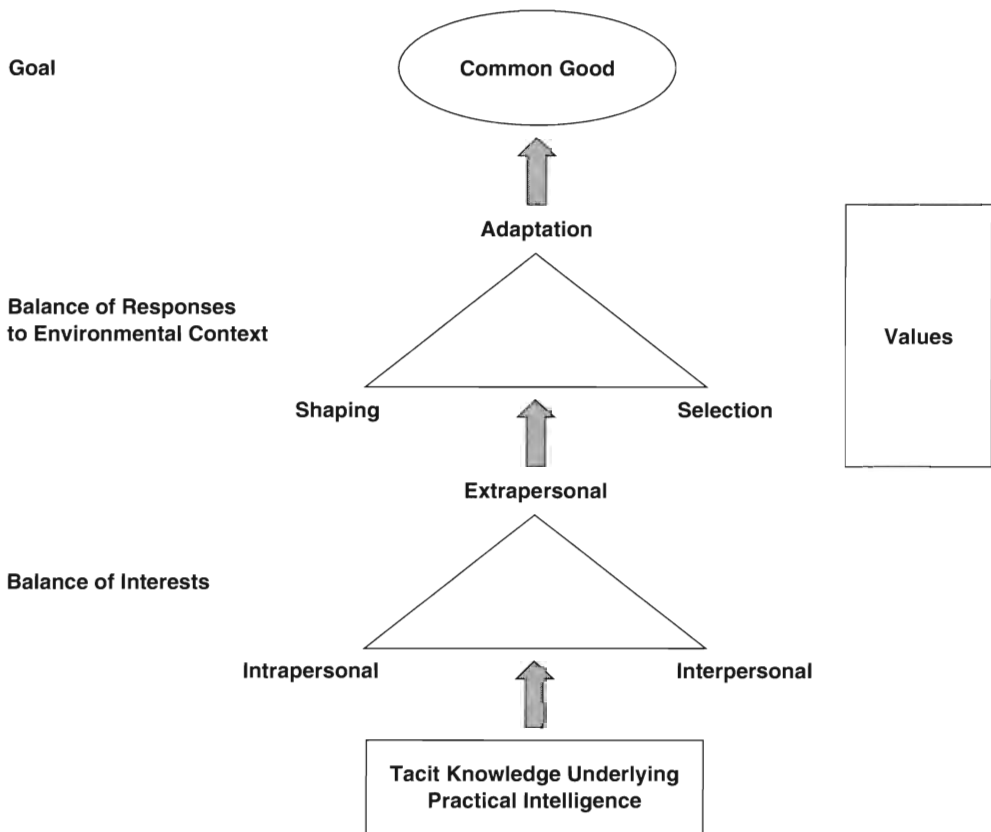 Goal
Common Good
Adaptation
Balance of Responses
to Environmental Context
Values
Shaping
Selection
Extrapersonal
Balance of Interests
Intrapersonal
Interpersonal
Tacit Knowledge Underlying
Practical Intelligence